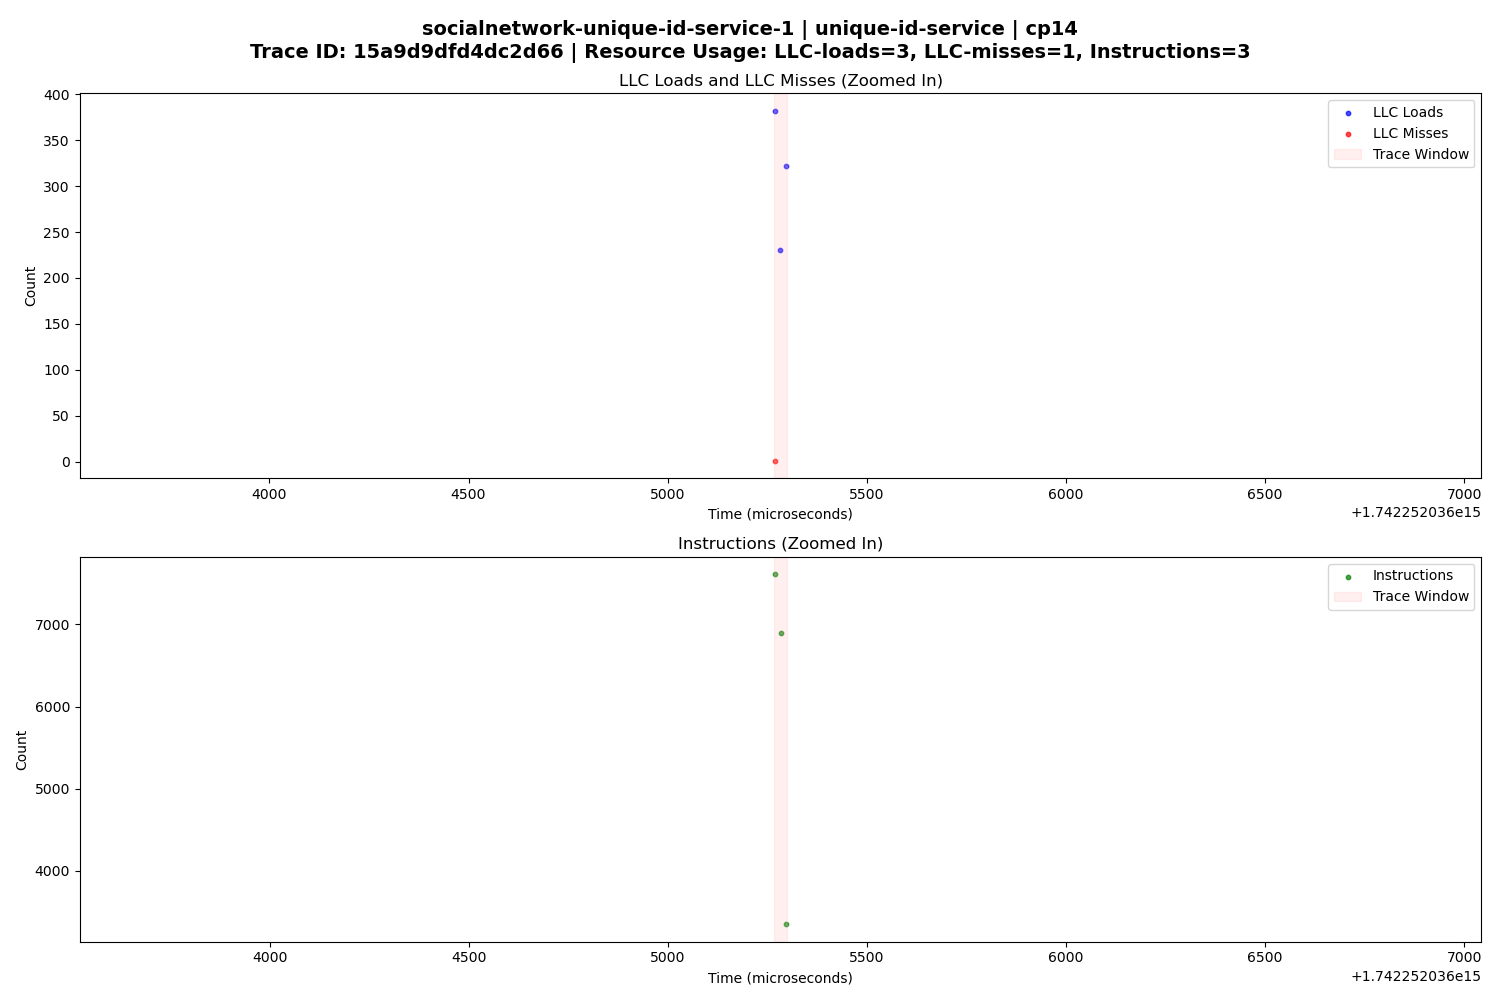 socialnetwork-unique-id-service-1 | unique-id-service | cp14
Trace ID: 15a9d9dfd4dc2d66 | Resource Usage: LLC-loads=3, LLC-misses=1, Instructions=3
LLC Loads and LLC Misses (Zoomed In)
400
350
300
250
200
150
100
50
0
Count
LLC Loads
LLC Misses
Trace Window
4000 4500 5000 5500 6000 6500 7000
Time (microseconds)
+1.742252036e15
Instructions (Zoomed In)
7000
6000
5000
4000
Count
Instructions
Trace Window
4000 4500 5000 5500 6000 6500 7000
Time (microseconds)
+1.742252036e15